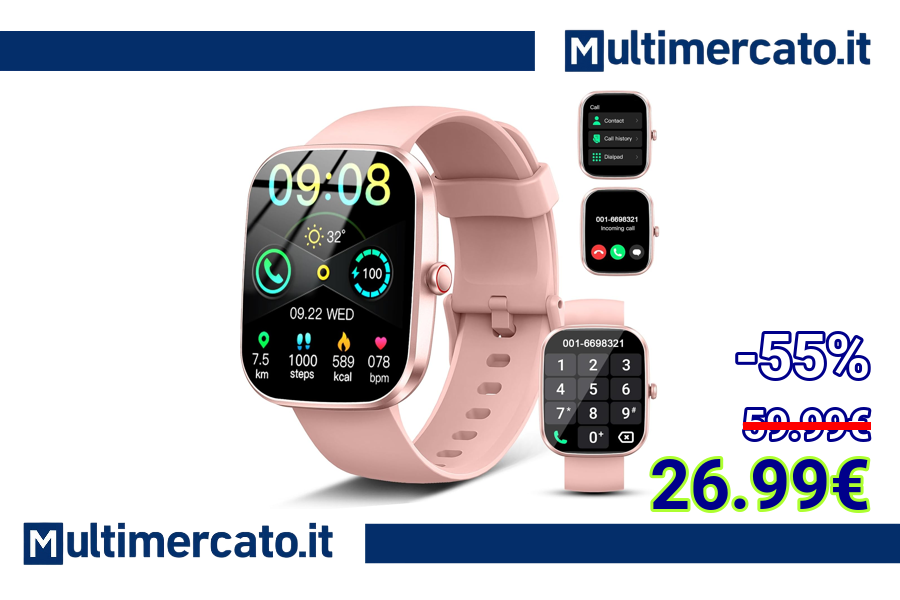 Multimercato.it
09:08
32°
100
09.22 WED
7.5
km
1000
steps
589
kcal
078
bpm
Call
Contact
Call history
Dialpad
001-6698321
Incoming call
001-6698321
1 2 3
4 5 6
7* 8 9#
0+
-55%
59.99€
26.99€
Multimercato.it